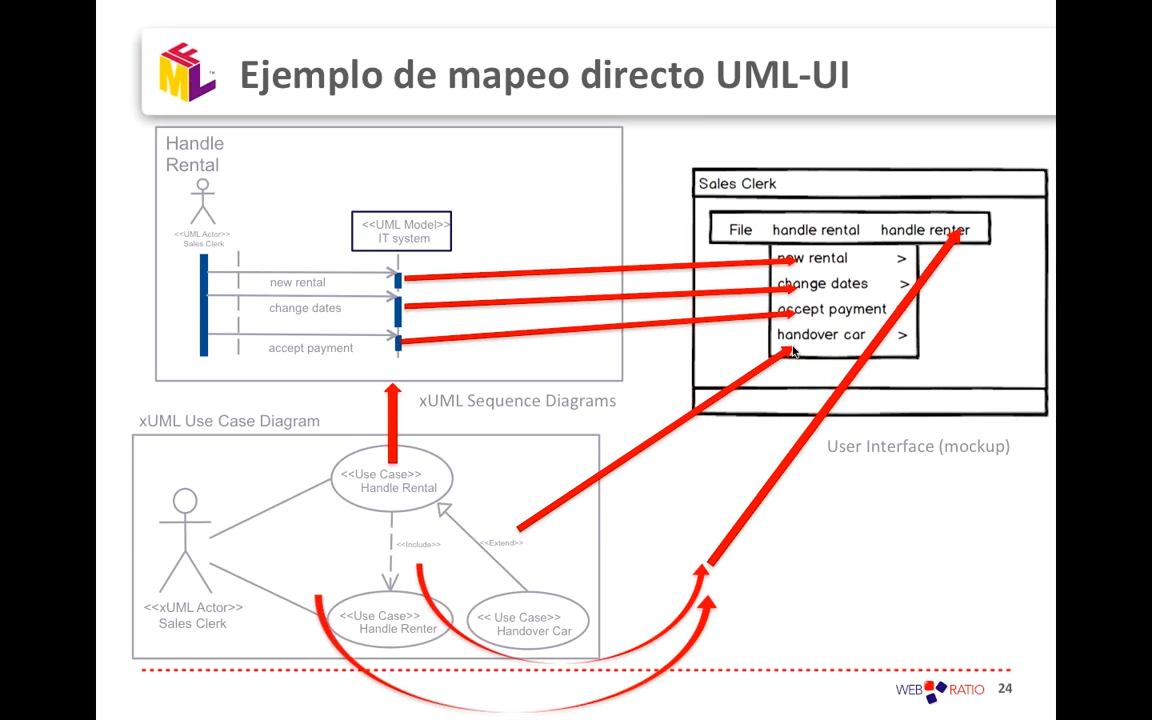 IFML™
Ejemplo de mapeo directo UML-UI
Handle
Rental
<<UML Actor>>
Sales Clerk
<<UML Model>>
IT system
new rental
change dates
accept payment
xUML Sequence Diagrams
Sales Clerk
File handle rental handle renter
new rental >
change dates >
accept payment
handover car >
User Interface (mockup)
xUML Use Case Diagram
<<Use Case>>
Handle Rental
<<Include>>
<<Extend>>
<<xUML Actor>>
Sales Clerk
<<Use Case>>
Handle Renter
<< Use Case>>
Handover Car
WEB RATIO 24